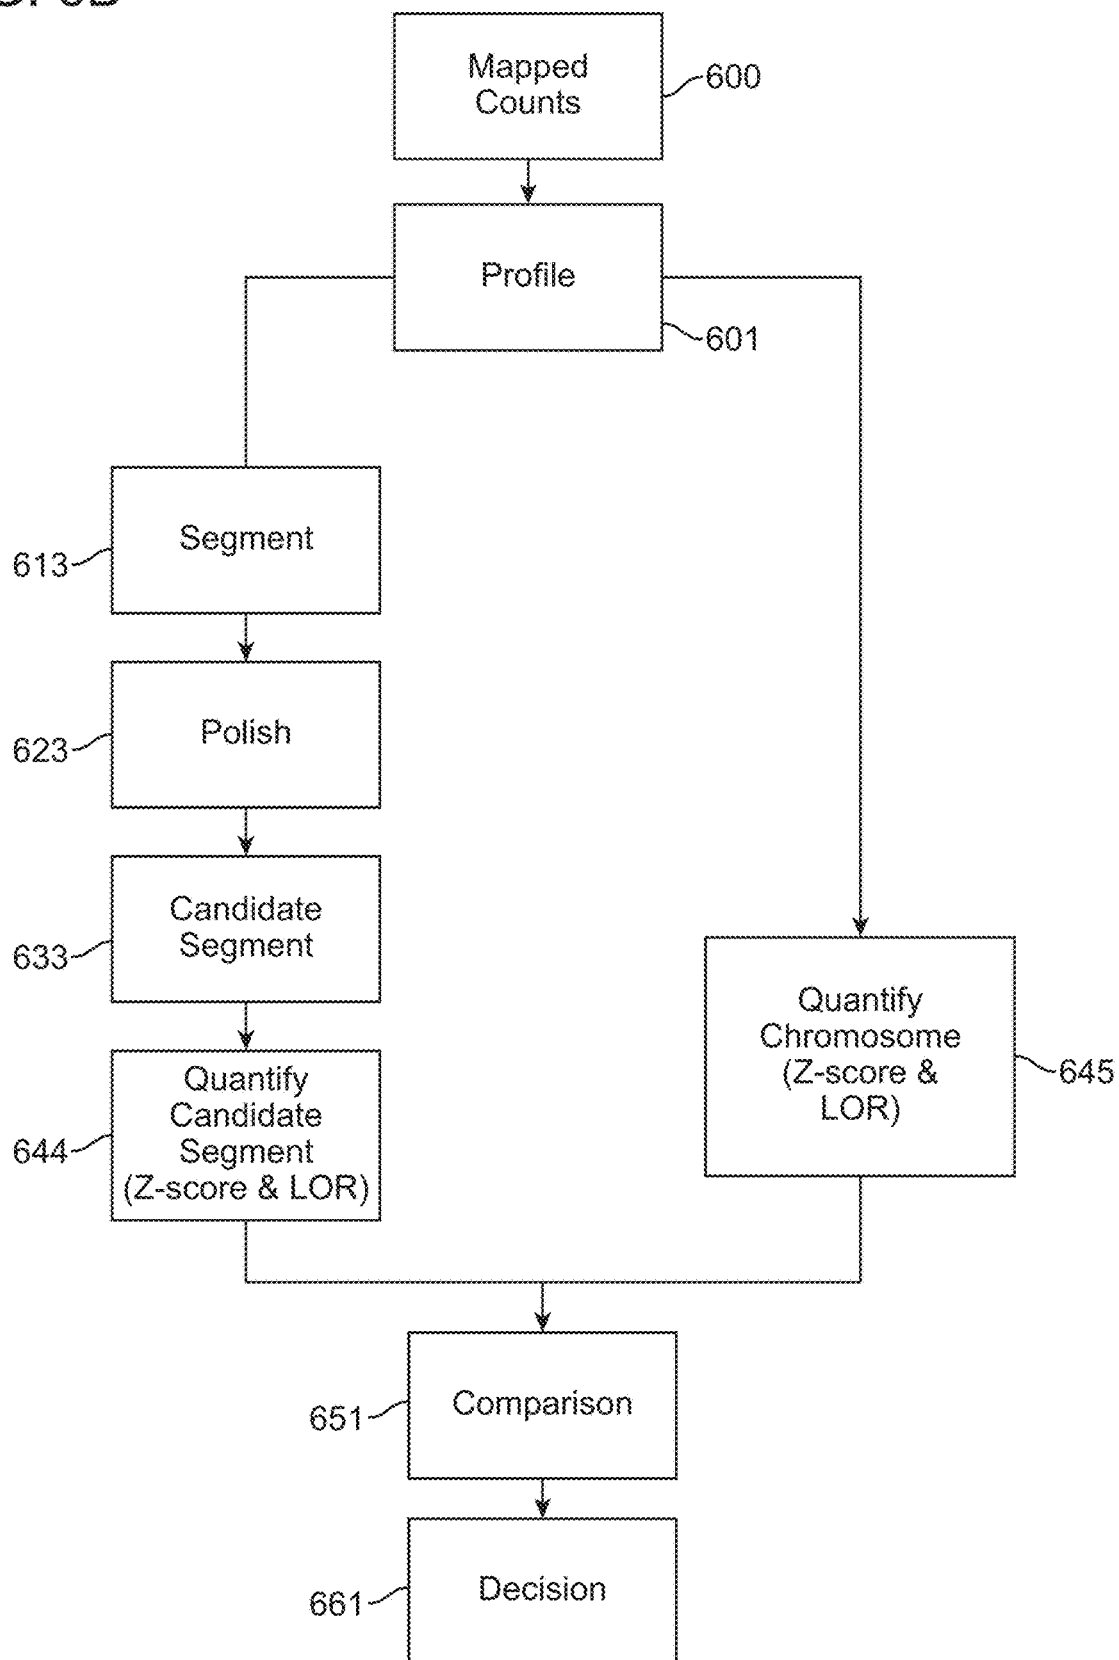 Mapped
Counts
600
Profile
601
Segment
613
Polish
623
Candidate
Segment
633
Quantify
Chromosome
(Z-score &
LOR)
645
Quantify
Candidate
Segment
(Z-score & LOR)
644
Comparison
651
Decision
661